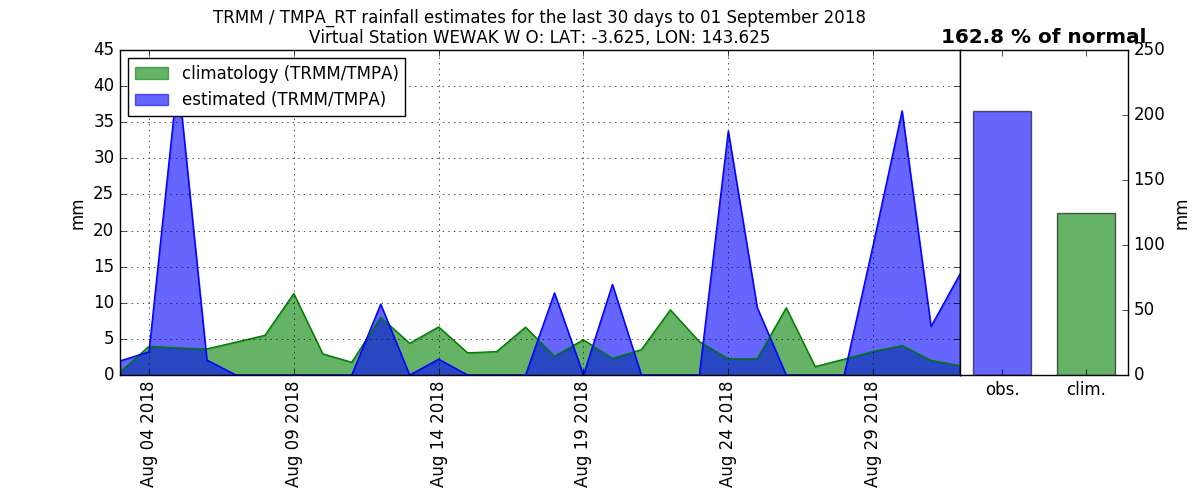 TRMM / TMPA_RT rainfall estimates for the last 30 days to 01 September 2018
Virtual Station WEWAK W O: LAT: -3.625, LON: 143.625
162.8 % of normal
climatology (TRMM/TMPA)
estimated (TRMM/TMPA)
45
40
35
30
25
20
15
10
5
0
mm
Aug 04 2018
Aug 09 2018
Aug 14 2018
Aug 19 2018
Aug 24 2018
Aug 29 2018
obs.
clim.
250
200
150
100
50
0
mm